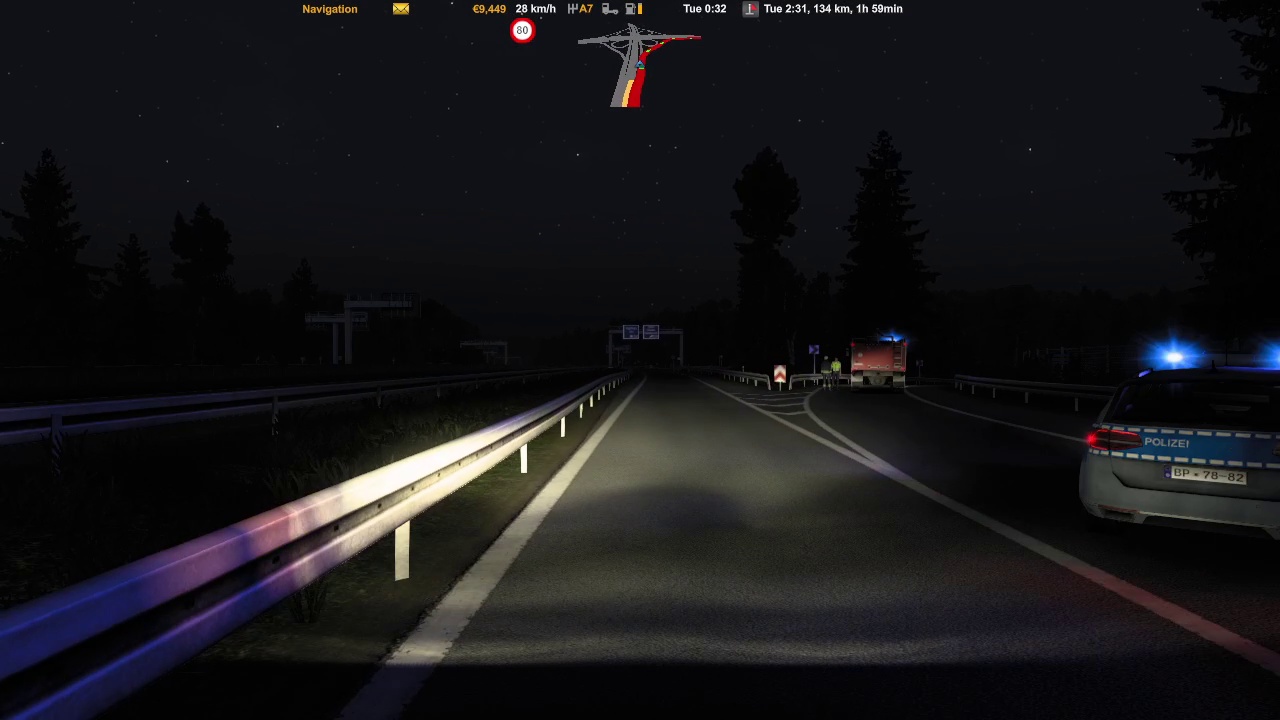 Navigation
€9,449 28 km/h A7 Tue 0:32 Tue 2:31, 134 km, 1h 59min
80
POLIZEI
BP 78-82